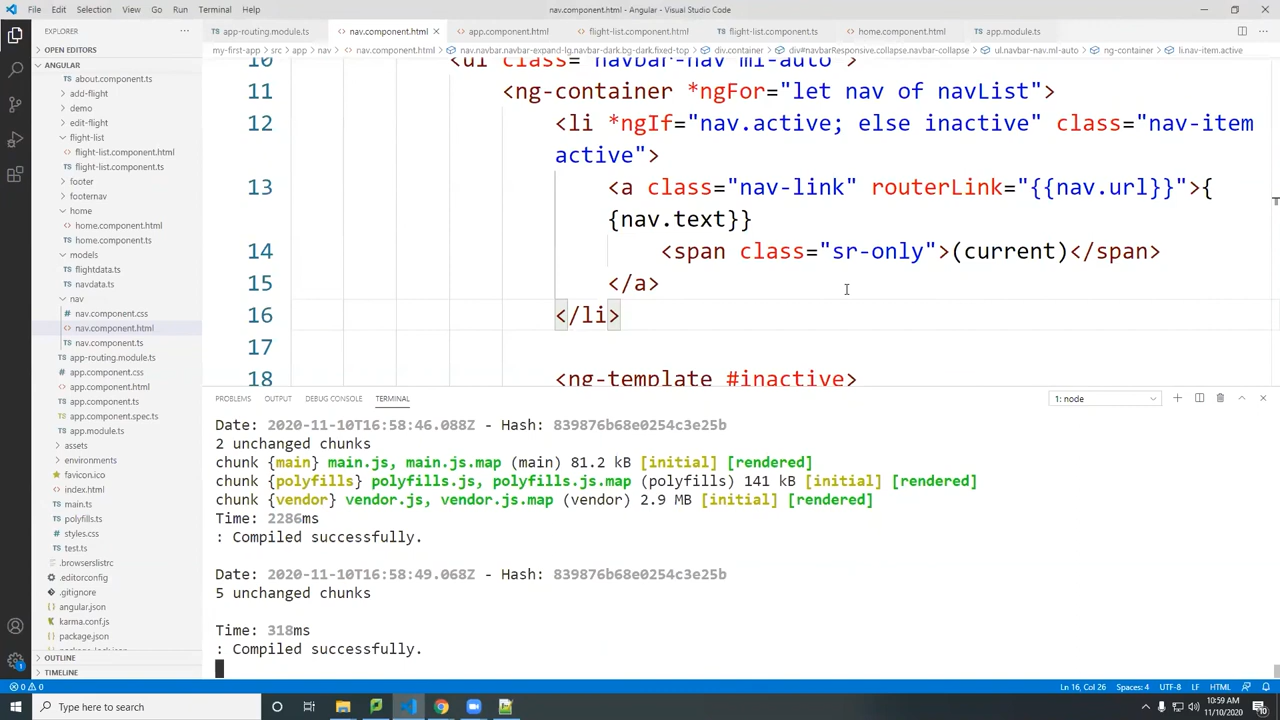 File Edit Selection View Go Run Terminal Help
nav.component.html - Angular - Visual Studio Code
EXPLORER
OPEN EDITORS
ANGULAR
about.component.ts
add-flight
demo
edit-flight
flight-list
flight-list.component.html
flight-list.component.ts
footer
footernav
home
home.component.html
home.component.ts
models
flightdata.ts
navdata.ts
nav
nav.component.css
nav.component.html
nav.component.ts
app-routing.module.ts
app.component.css
app.component.html
app.component.ts
app.component.spec.ts
app.module.ts
assets
environments
favicon.ico
index.html
main.ts
polyfills.ts
styles.css
test.ts
.browserslistrc
.editorconfig
.gitignore
angular.json
karma.conf.js
package.json
OUTLINE
TIMELINE
app-routing.module.ts nav.component.html app.component.html flight-list.component.html flight-list.component.ts home.component.html app.module.ts
my-first-app > src > app > nav > nav.component.html > nav.navbar.navbar-expand-lg.navbar-dark.bg-dark.fixed-top > div.container > div#navbarResponsive.collapse.navbar-collapse > ul.navbar-nav.ml-auto > ng-container > li.nav-item.active
10 <ul class="navbar-nav ml-auto">
11 <ng-container *ngFor="let nav of navList">
12 <li *ngIf="nav.active; else inactive" class="nav-item
active">
13 <a class="nav-link" routerLink="{{nav.url}}">{
{nav.text}}
14 <span class="sr-only">(current)</span>
15 </a>
16 </li>
17
18 <ng-template #inactive>
PROBLEMS OUTPUT DEBUG CONSOLE TERMINAL
1: node
Date: 2020-11-10T16:58:46.088Z - Hash: 839876b68e0254c3e25b
2 unchanged chunks
chunk {main} main.js, main.js.map (main) 81.2 kB [initial] [rendered]
chunk {polyfills} polyfills.js, polyfills.js.map (polyfills) 141 kB [initial] [rendered]
chunk {vendor} vendor.js, vendor.js.map (vendor) 2.9 MB [initial] [rendered]
Time: 2286ms
: Compiled successfully.
Date: 2020-11-10T16:58:49.068Z - Hash: 839876b68e0254c3e25b
5 unchanged chunks
Time: 318ms
: Compiled successfully.
0 0
Ln 16, Col 26 Spaces: 4 UTF-8 LF HTML
Type here to search
10:59 AM
11/10/2020